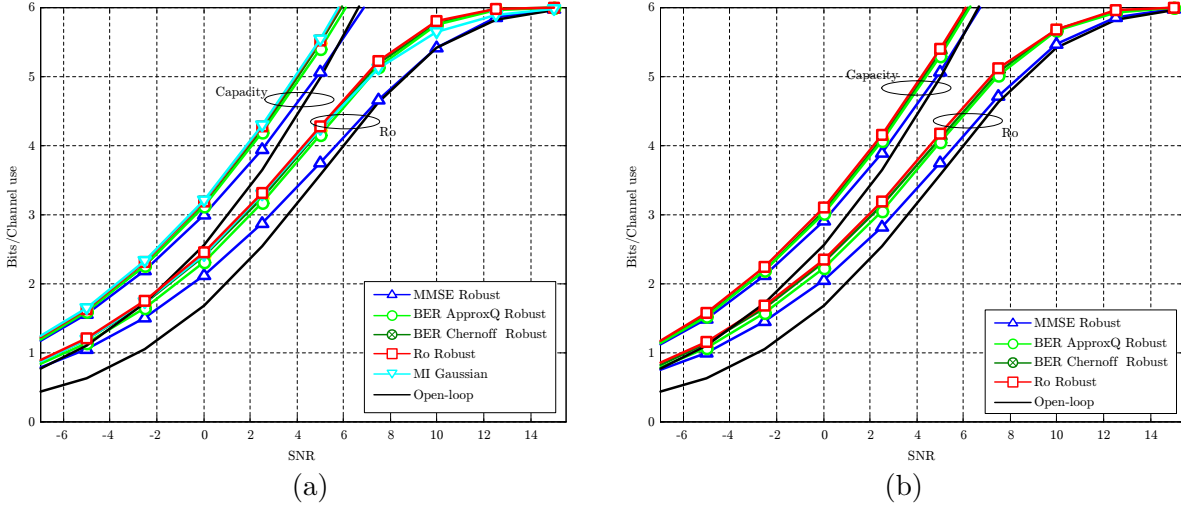 6
5
4
3
2
1
0
Bits/Channel use
-6
-4
-2
0
2
4
6
8
10
12
14
SNR
Capacity
Ro
MMSE Robust
BER ApproxQ Robust
BER Chernoff Robust
Ro Robust
MI Gaussian
Open-loop
(a)
6
5
4
3
2
1
0
Bits/Channel use
-6
-4
-2
0
2
4
6
8
10
12
14
SNR
Capacity
Ro
MMSE Robust
BER ApproxQ Robust
BER Chernoff Robust
Ro Robust
Open-loop
(b)